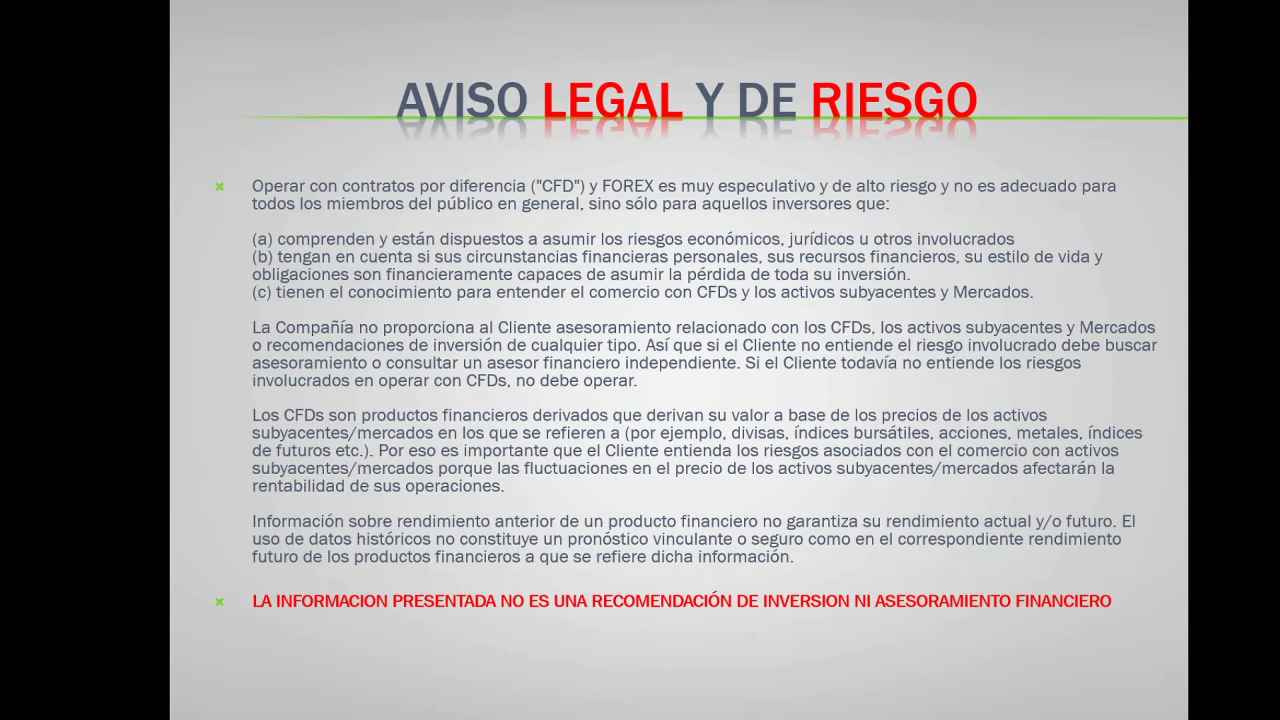 AVISO LEGAL Y DE RIESGO
Operar con contratos por diferencia ("CFD") y FOREX es muy especulativo y de alto riesgo y no es adecuado para
todos los miembros del público en general, sino sólo para aquellos inversores que:
(a) comprenden y están dispuestos a asumir los riesgos económicos, jurídicos u otros involucrados
(b) tengan en cuenta si sus circunstancias financieras personales, sus recursos financieros, su estilo de vida y
obligaciones son financieramente capaces de asumir la pérdida de toda su inversión.
(c) tienen el conocimiento para entender el comercio con CFDs y los activos subyacentes y Mercados.
La Compañía no proporciona al Cliente asesoramiento relacionado con los CFDs, los activos subyacentes y Mercados
o recomendaciones de inversión de cualquier tipo. Así que si el Cliente no entiende el riesgo involucrado debe buscar
asesoramiento o consultar un asesor financiero independiente. Si el Cliente todavía no entiende los riesgos
involucrados en operar con CFDs, no debe operar.
Los CFDs son productos financieros derivados que derivan su valor a base de los precios de los activos
subyacentes/mercados en los que se refieren a (por ejemplo, divisas, índices bursátiles, acciones, metales, índices
de futuros etc.). Por eso es importante que el Cliente entienda los riesgos asociados con el comercio con activos
subyacentes/mercados porque las fluctuaciones en el precio de los activos subyacentes/mercados afectarán la
rentabilidad de sus operaciones.
Información sobre rendimiento anterior de un producto financiero no garantiza su rendimiento actual y/o futuro. El
uso de datos históricos no constituye un pronóstico vinculante o seguro como en el correspondiente rendimiento
futuro de los productos financieros a que se refiere dicha información.
LA INFORMACION PRESENTADA NO ES UNA RECOMENDACIÓN DE INVERSION NI ASESORAMIENTO FINANCIERO